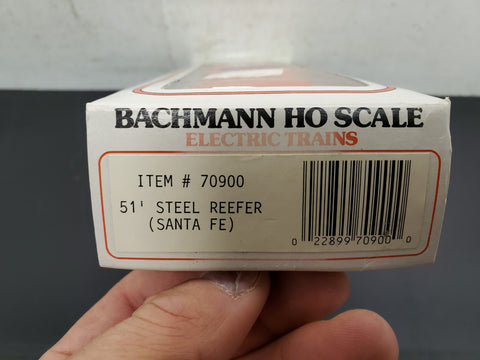 BACHMANN HO SCALE
ELECTRIC TRAINS
ITEM # 70900
51' STEEL REEFER
(SANTA FE)
0 22899 70900 0